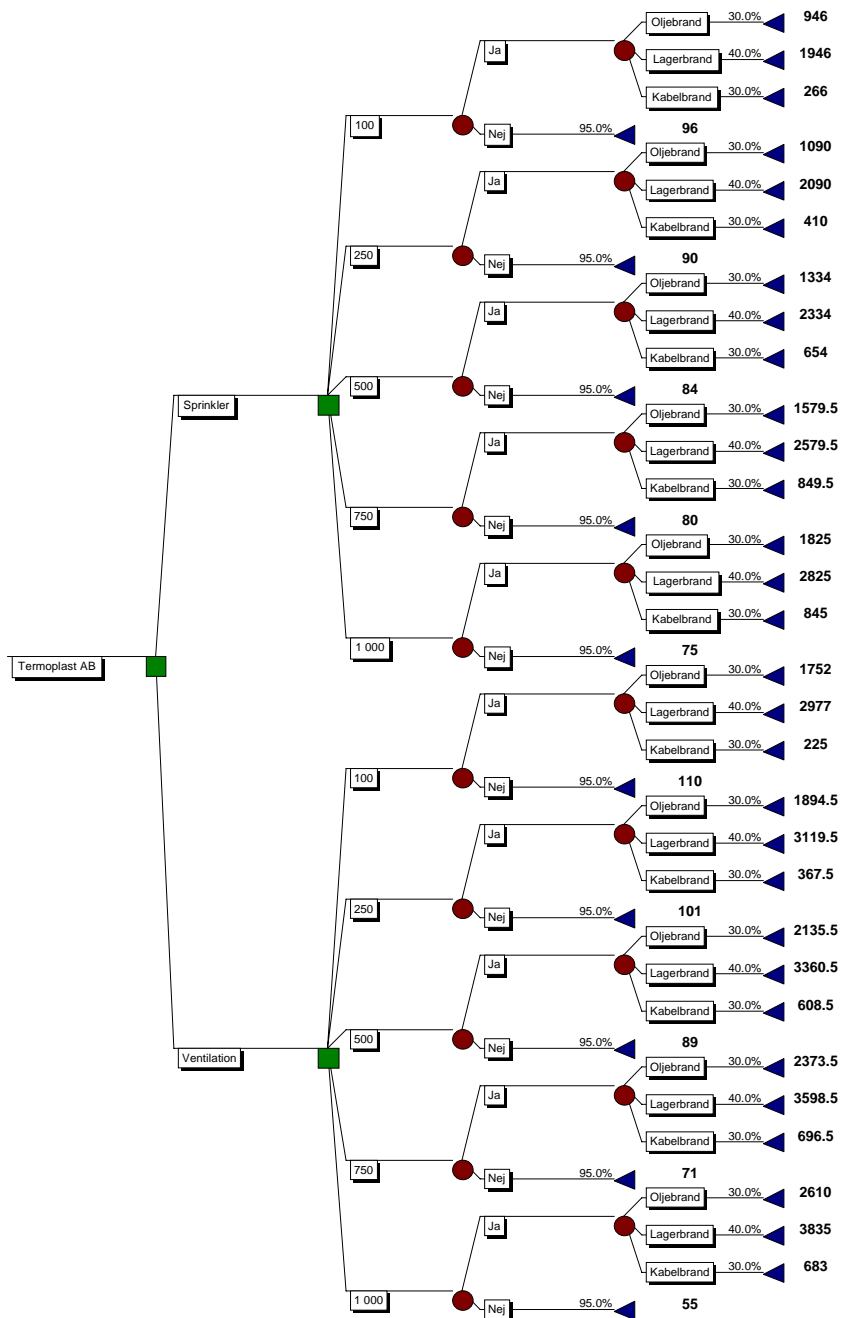 Oljebrand 30.0% 946
Ja
Lagerbrand 40.0% 1946
Kabelbrand 30.0% 266
100
Nej 95.0% 96
Oljebrand 30.0% 1090
Ja
Lagerbrand 40.0% 2090
Kabelbrand 30.0% 410
250
Nej 95.0% 90
Oljebrand 30.0% 1334
Ja
Lagerbrand 40.0% 2334
Kabelbrand 30.0% 654
500
Nej 95.0% 84
Sprinkler
Oljebrand 30.0% 1579.5
Ja
Lagerbrand 40.0% 2579.5
Kabelbrand 30.0% 849.5
750
Nej 95.0% 80
Oljebrand 30.0% 1825
Ja
Lagerbrand 40.0% 2825
Kabelbrand 30.0% 845
1 000
Nej 95.0% 75
Termoplast AB
Oljebrand 30.0% 1752
Ja
Lagerbrand 40.0% 2977
Kabelbrand 30.0% 225
100
Nej 95.0% 110
Oljebrand 30.0% 1894.5
Ja
Lagerbrand 40.0% 3119.5
Kabelbrand 30.0% 367.5
250
Nej 95.0% 101
Oljebrand 30.0% 2135.5
Ja
Lagerbrand 40.0% 3360.5
Kabelbrand 30.0% 608.5
500
Nej 95.0% 89
Ventilation
Oljebrand 30.0% 2373.5
Ja
Lagerbrand 40.0% 3598.5
Kabelbrand 30.0% 696.5
750
Nej 95.0% 71
Oljebrand 30.0% 2610
Ja
Lagerbrand 40.0% 3835
Kabelbrand 30.0% 683
1 000
Nej 95.0% 55